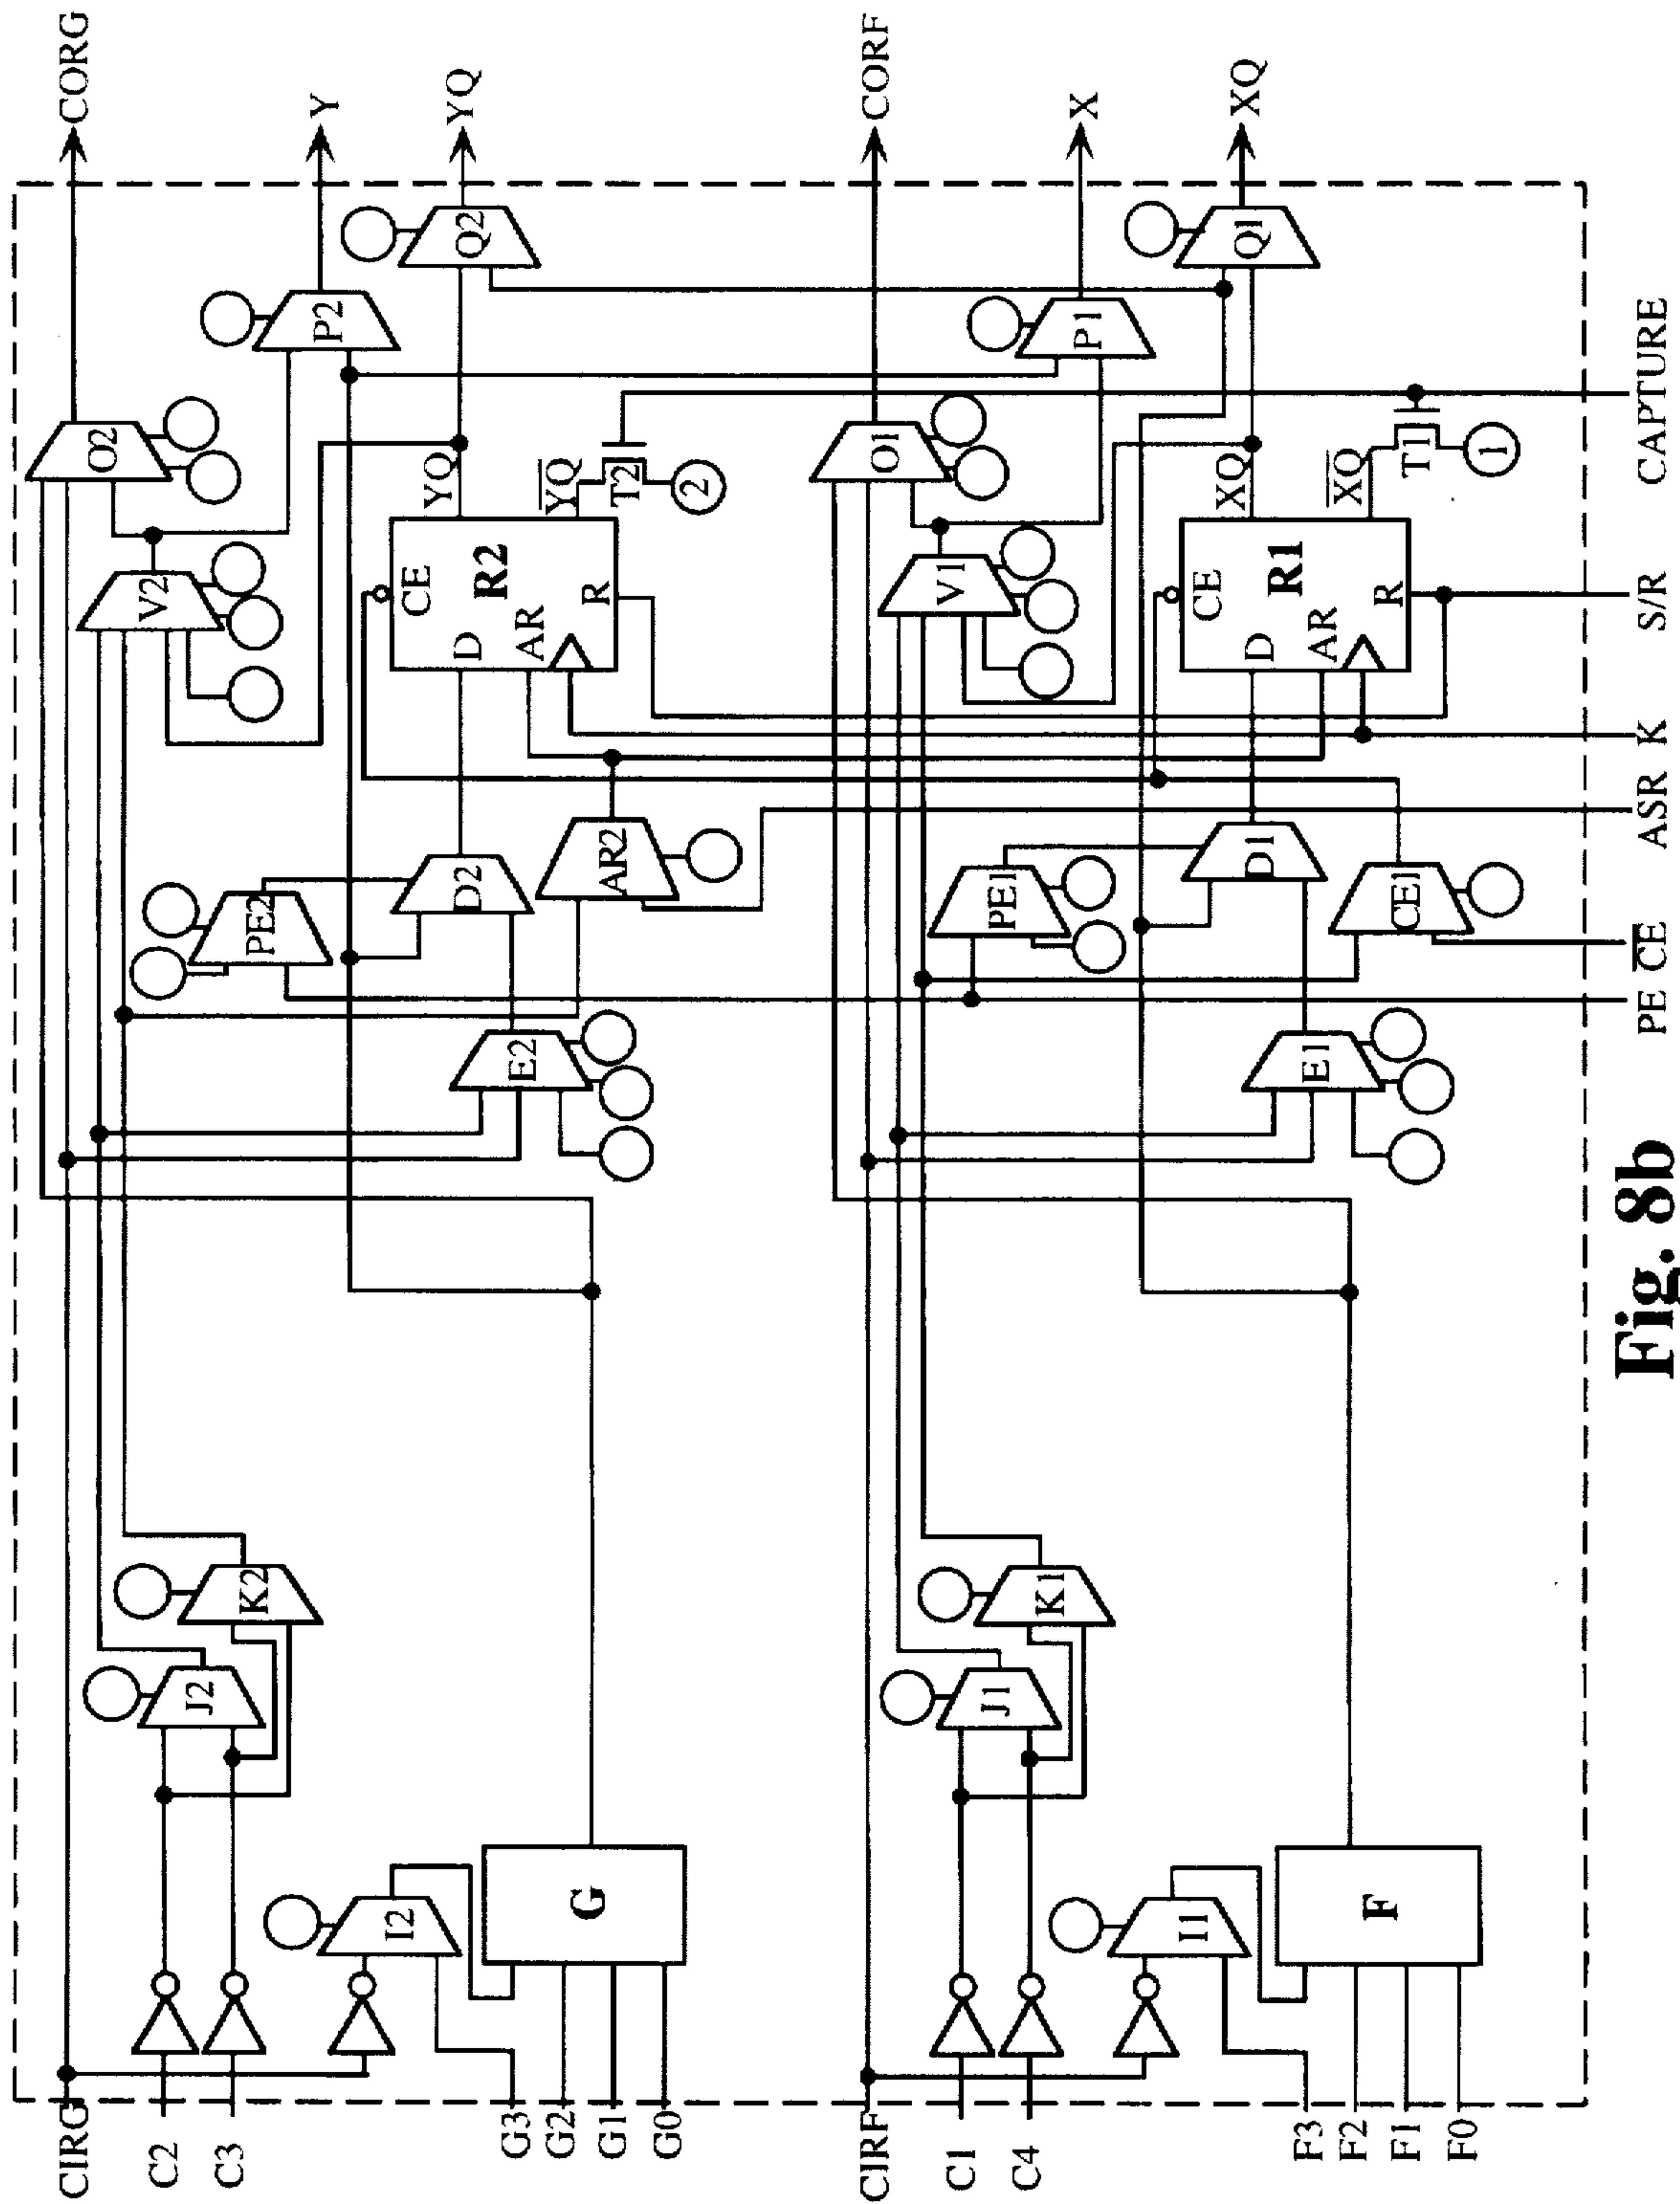 CORG
Y
YQ
CORF
X
XQ
O2
P2
Q2
V2
YQ
Y̅Q̅
T2
2
CE
R2
D
AR
R
PE2
D2
AR2
E2
K2
J2
I2
G
CIRG
C2
C3
G3
G2
G1
G0
O1
P1
Q1
V1
XQ
X̅Q̅
T1
1
CE
R1
D
AR
R
PE1
D1
CE1
E1
K1
J1
I1
F
CIRF
C1
C4
F3
F2
F1
F0
PE
C̅E̅
ASR
K
S/R
CAPTURE
Fig. 8b